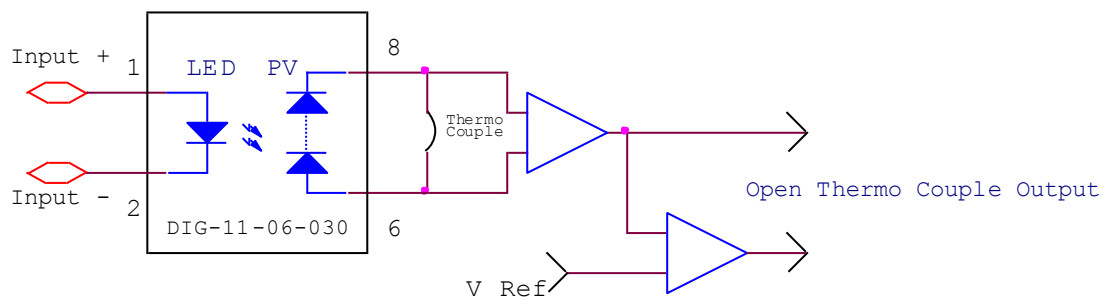 Input +
1
LED
PV
8
Thermo
Couple
Input -
2
DIG-11-06-030
6
Open Thermo Couple Output
V Ref